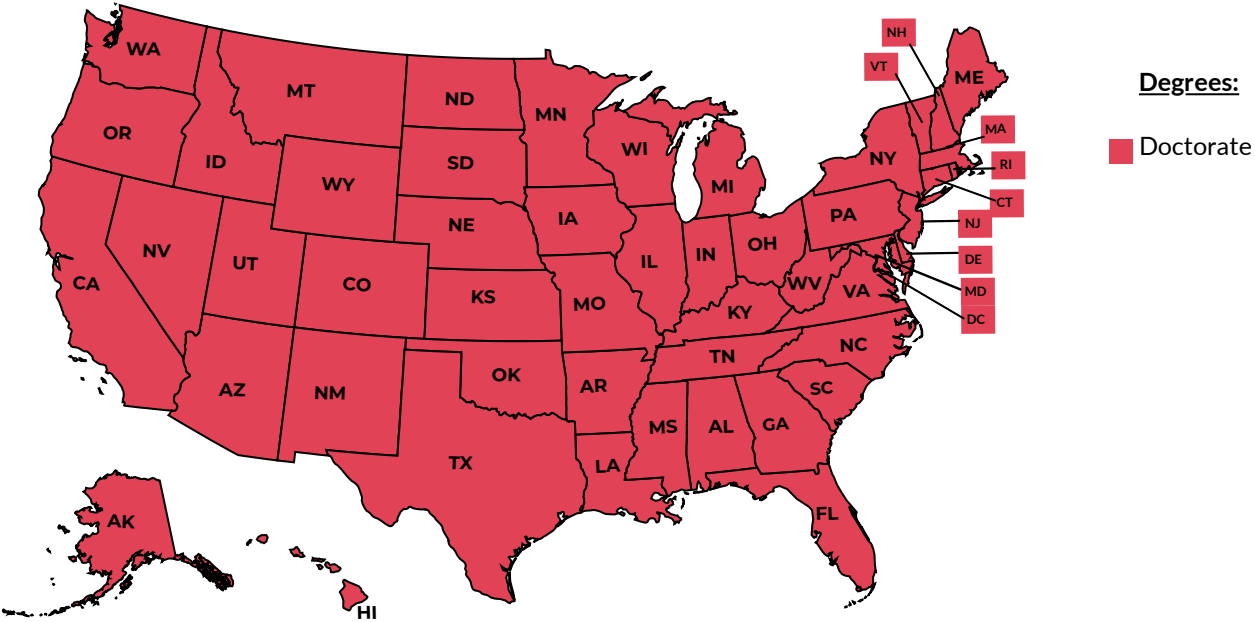 NH
WA
VT
ME
MT
ND
MN
Degrees:
OR
MA
Doctorate
WI
NY
ID
SD
RI
WY
MI
CT
PA
IA
NE
NJ
OH
NV
IN
UT
IL
DE
CA
CO
WV
VA
MD
KS
MO
KY
DC
NC
TN
OK
AR
SC
AZ
NM
MS
AL
GA
TX
LA
FL
AK
HI